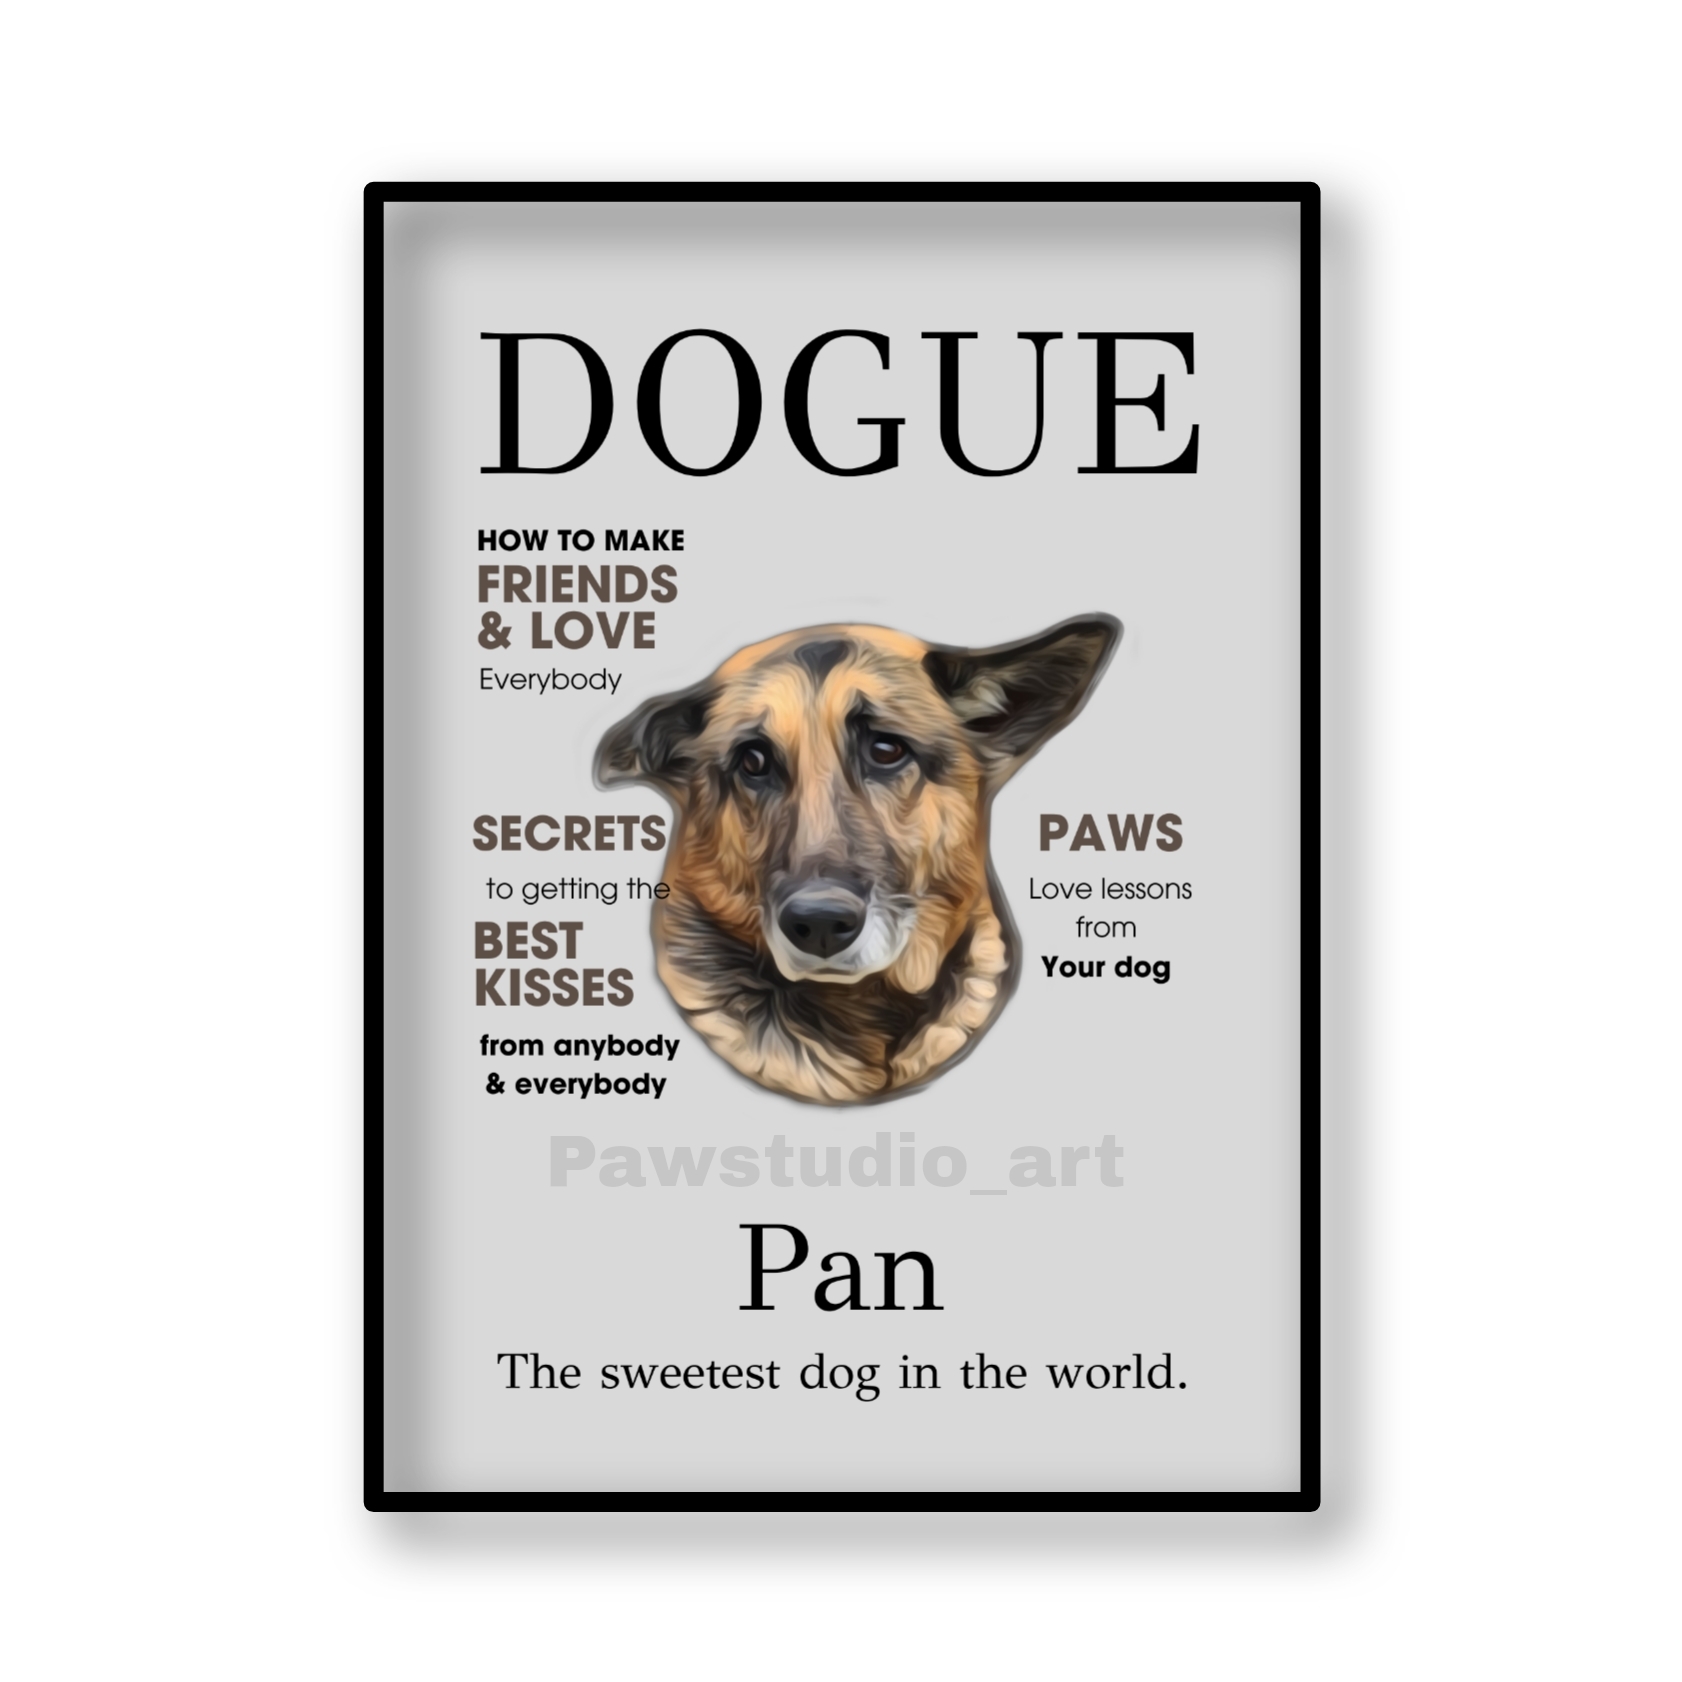 DOGUE
HOW TO MAKE
FRIENDS
& LOVE
Everybody
SECRETS
to getting the
BEST
KISSES
from anybody
& everybody
PAWS
Love lessons
from
Your dog
Pawstudio_art
Pan
The sweetest dog in the world.